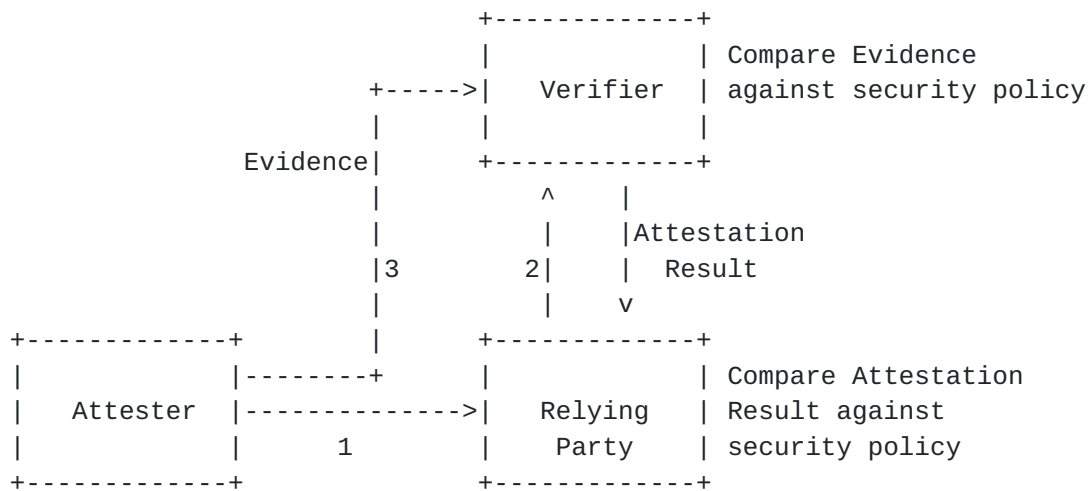 +-------------+
|             | Compare Evidence
+----->|   Verifier  | against security policy
|      |             |
Evidence|      +-------------+
|          ^    |
|          |    |Attestation
|3        2|    |  Result
|          |    v
+-------------+        |      +-------------+
|             |--------+      |             | Compare Attestation
|   Attester  |-------------->|   Relying   | Result against
|             |      1        |    Party    | security policy
+-------------+               +-------------+